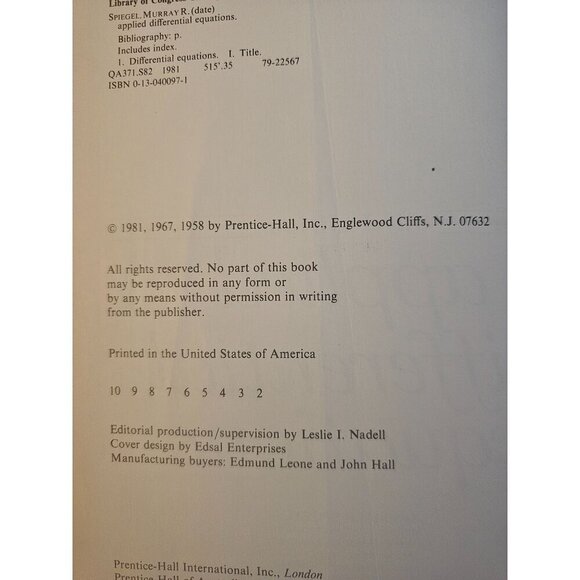 Library of Congress
SPIEGEL, MURRAY R. (date)
applied differential equations.
Bibliography: p.
Includes index.
1. Differential equations. I. Title.
QA371.S82 1981 515'.35 79-22567
ISBN 0-13-040097-1
© 1981, 1967, 1958 by Prentice-Hall, Inc., Englewood Cliffs, N.J. 07632
All rights reserved. No part of this book
may be reproduced in any form or
by any means without permission in writing
from the publisher.
Printed in the United States of America
10 9 8 7 6 5 4 3 2
Editorial production/supervision by Leslie I. Nadell
Cover design by Edsal Enterprises
Manufacturing buyers: Edmund Leone and John Hall
Prentice-Hall International, Inc., London
Prentice-Hall of